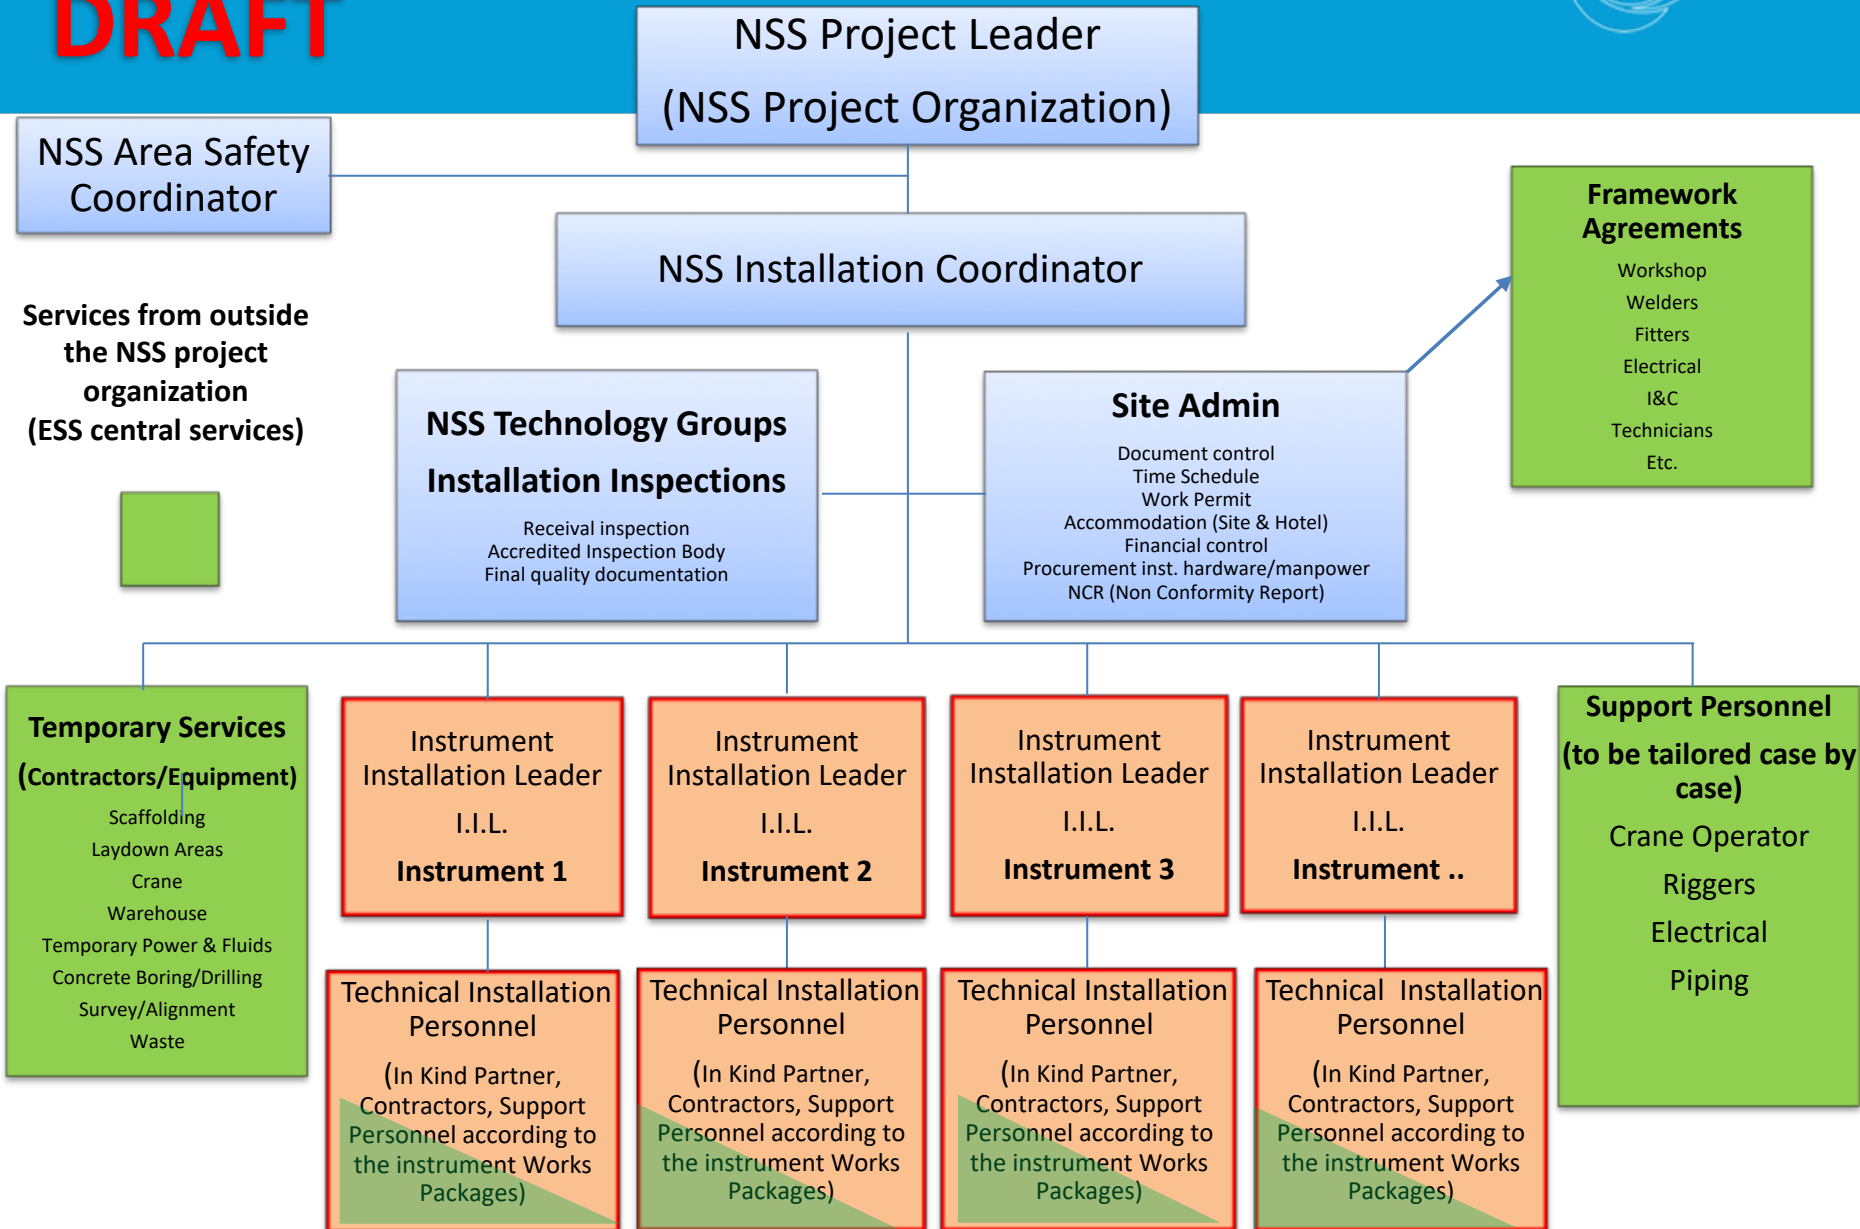 DRAFT
NSS Project Leader
(NSS Project Organization)
NSS Area Safety
Coordinator
NSS Installation Coordinator
Framework
Agreements
Workshop
Welders
Fitters
Electrical
I&C
Technicians
Etc.
Services from outside
the NSS project
organization
(ESS central services)
NSS Technology Groups
Installation Inspections
Receival inspection
Accredited Inspection Body
Final quality documentation
Site Admin
Document control
Time Schedule
Work Permit
Accommodation (Site & Hotel)
Financial control
Procurement inst. hardware/manpower
NCR (Non Conformity Report)
Temporary Services
(Contractors/Equipment)
Scaffolding
Laydown Areas
Crane
Warehouse
Temporary Power & Fluids
Concrete Boring/Drilling
Survey/Alignment
Waste
Instrument
Installation Leader
I.I.L.
Instrument 1
Instrument
Installation Leader
I.I.L.
Instrument 2
Instrument
Installation Leader
I.I.L.
Instrument 3
Instrument
Installation Leader
I.I.L.
Instrument ..
Support Personnel
(to be tailored case by
case)
Crane Operator
Riggers
Electrical
Piping
Technical Installation
Personnel
(In Kind Partner,
Contractors, Support
Personnel according to
the instrument Works
Packages)
Technical Installation
Personnel
(In Kind Partner,
Contractors, Support
Personnel according to
the instrument Works
Packages)
Technical Installation
Personnel
(In Kind Partner,
Contractors, Support
Personnel according to
the instrument Works
Packages)
Technical Installation
Personnel
(In Kind Partner,
Contractors, Support
Personnel according to
the instrument Works
Packages)